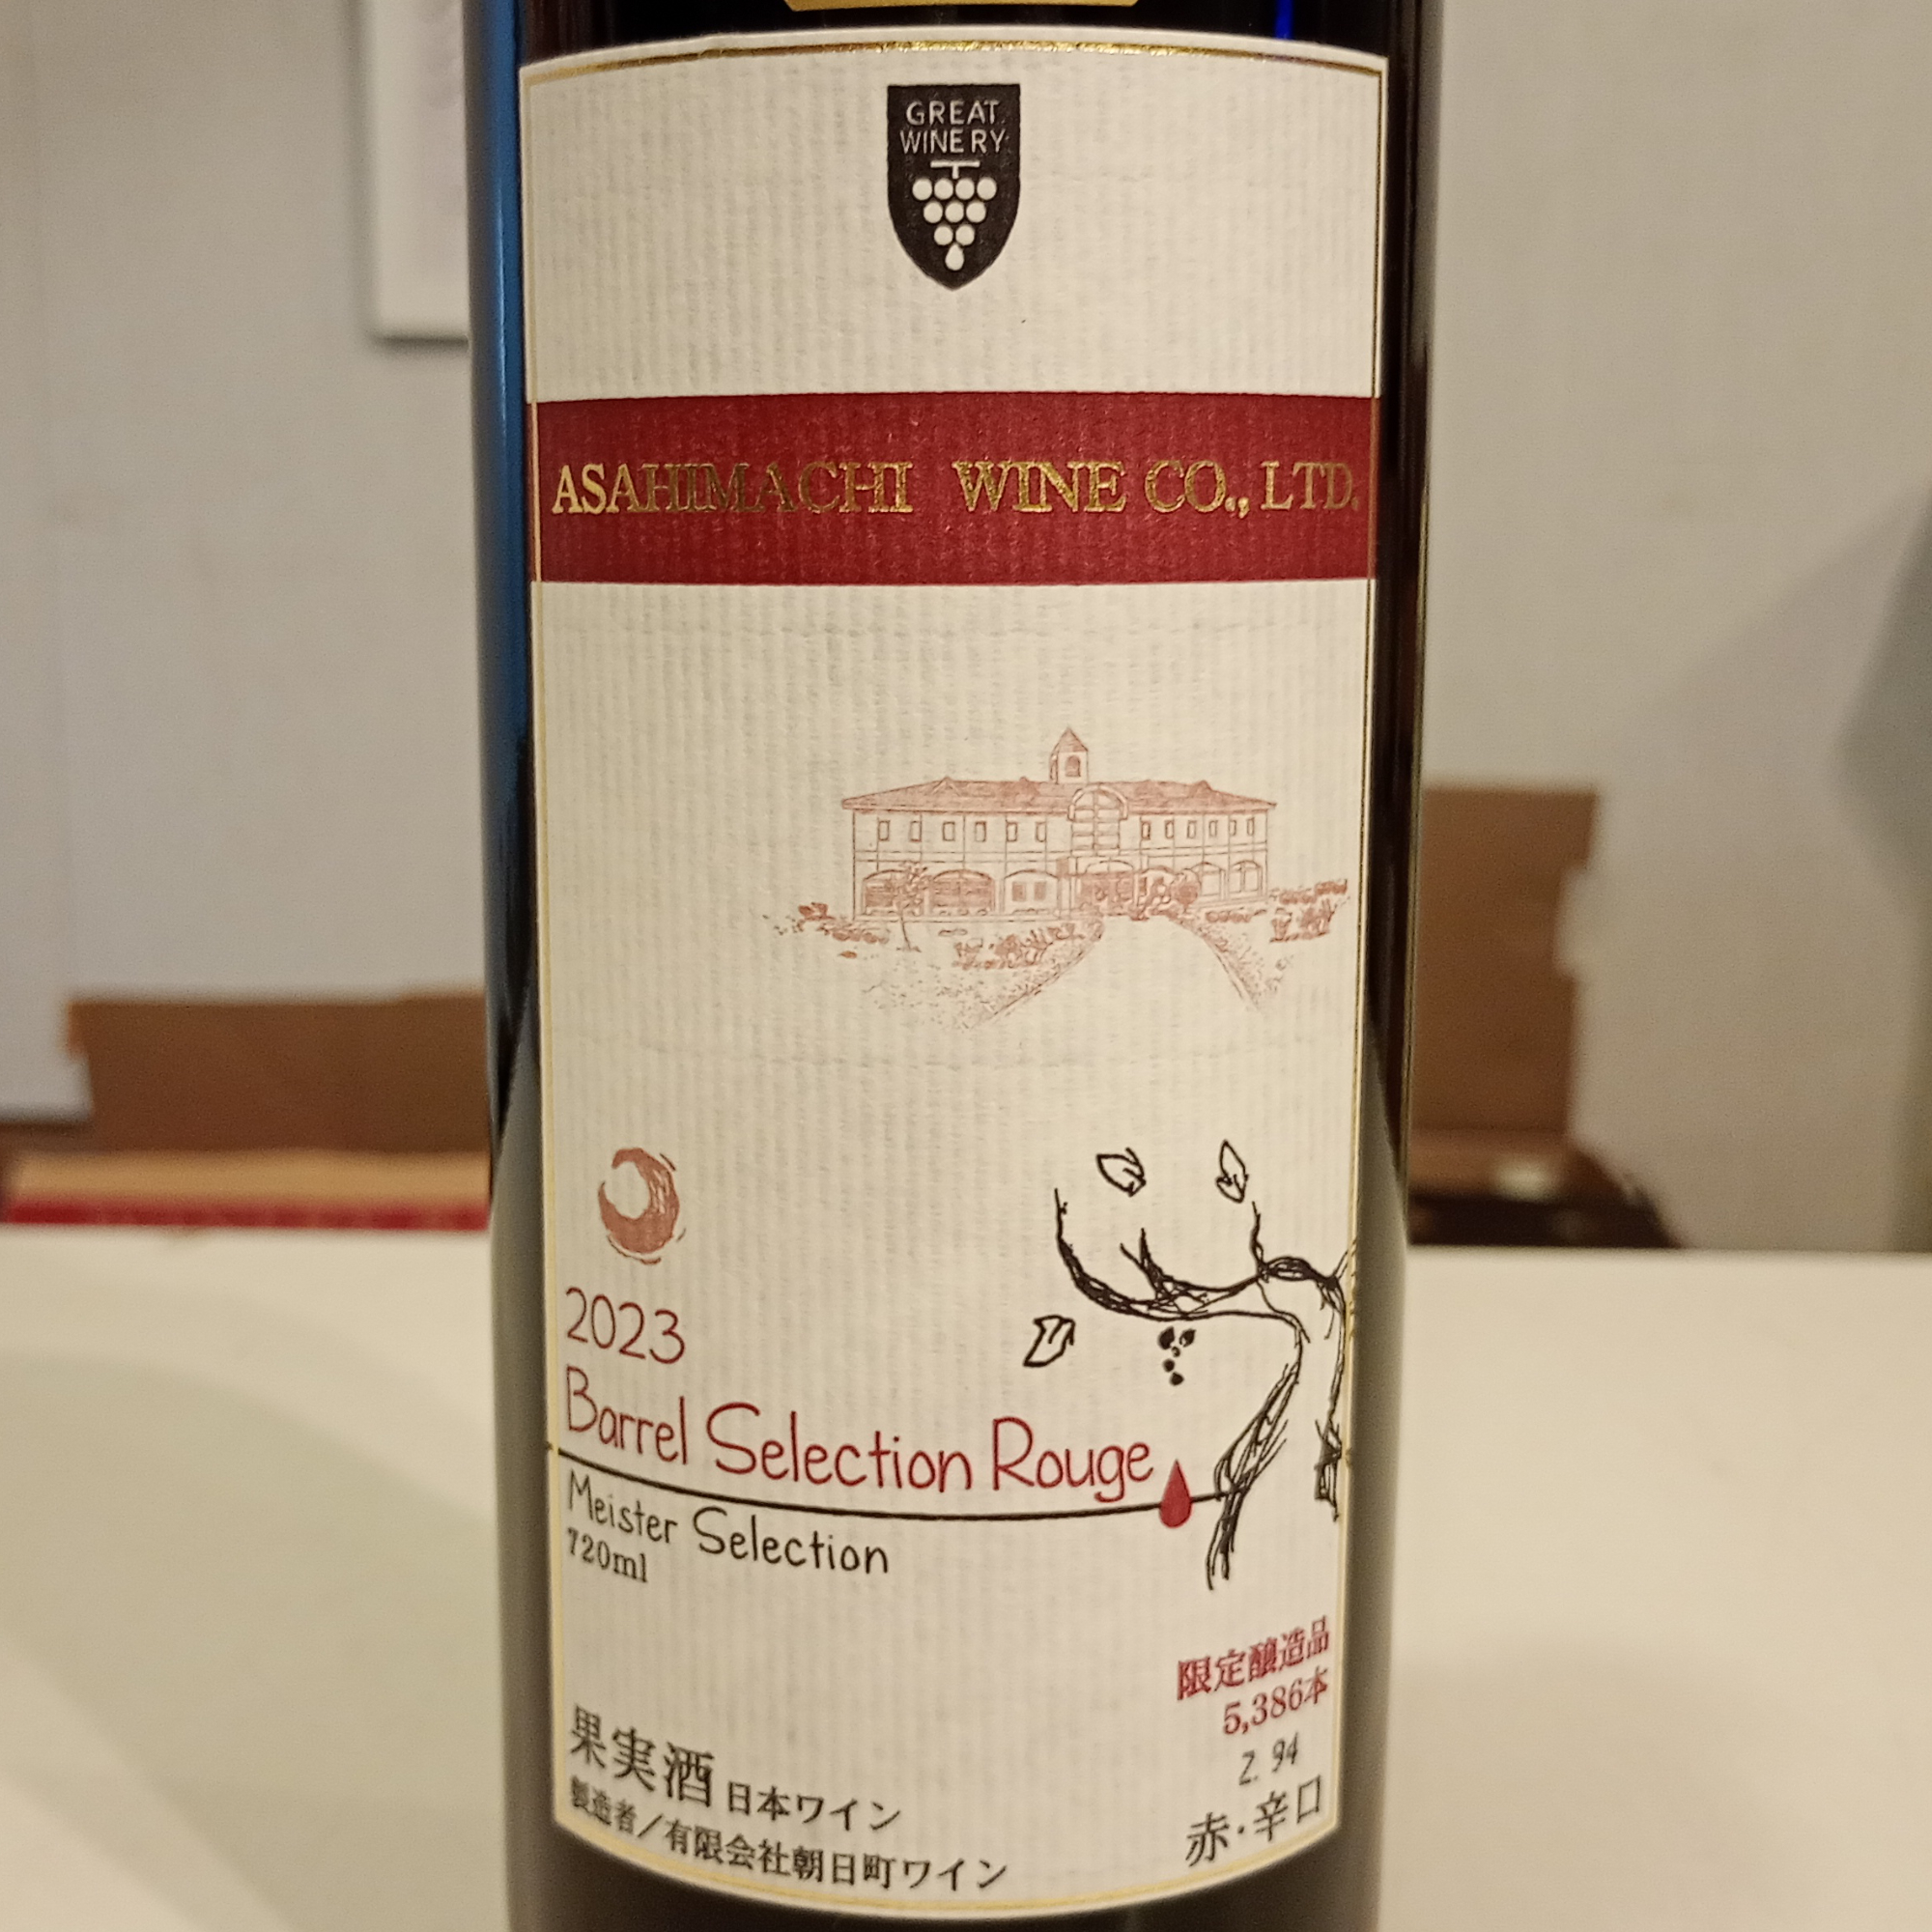 GREAT
WINERY
ASAHIMACHI WINE CO., LTD.
2023
Barrel Selection Rouge
Meister Selection
720ml
限定醸造品
5,386本
2. 94
果実酒 日本ワイン
赤・辛口
製造者／有限会社朝日町ワイン